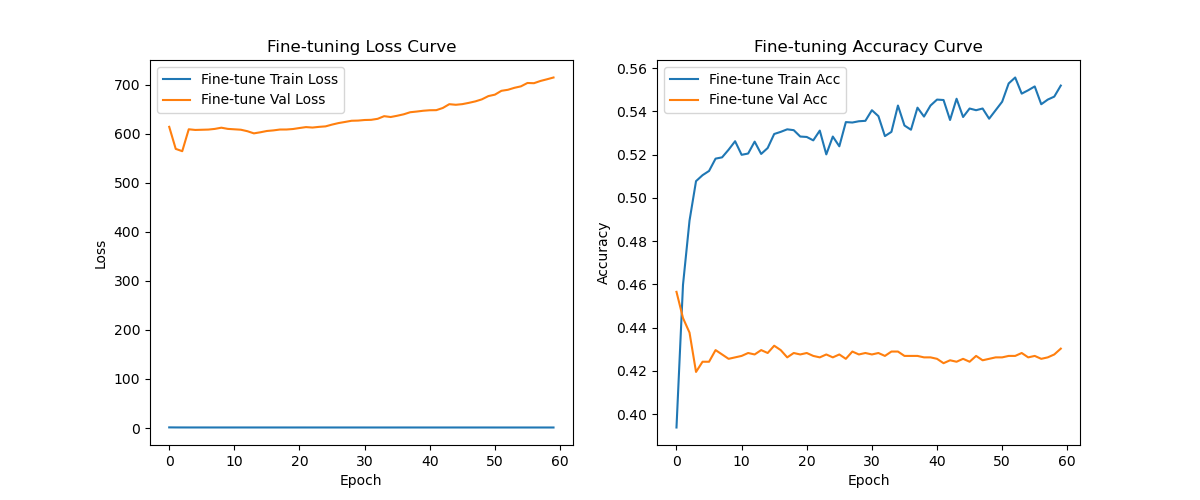 Fine-tuning Loss Curve
Fine-tune Train Loss
Fine-tune Val Loss
700
600
500
400
300
200
100
0
Loss
0 10 20 30 40 50 60
Epoch
Fine-tuning Accuracy Curve
Fine-tune Train Acc
Fine-tune Val Acc
0.56
0.54
0.52
0.50
0.48
0.46
0.44
0.42
0.40
Accuracy
0 10 20 30 40 50 60
Epoch